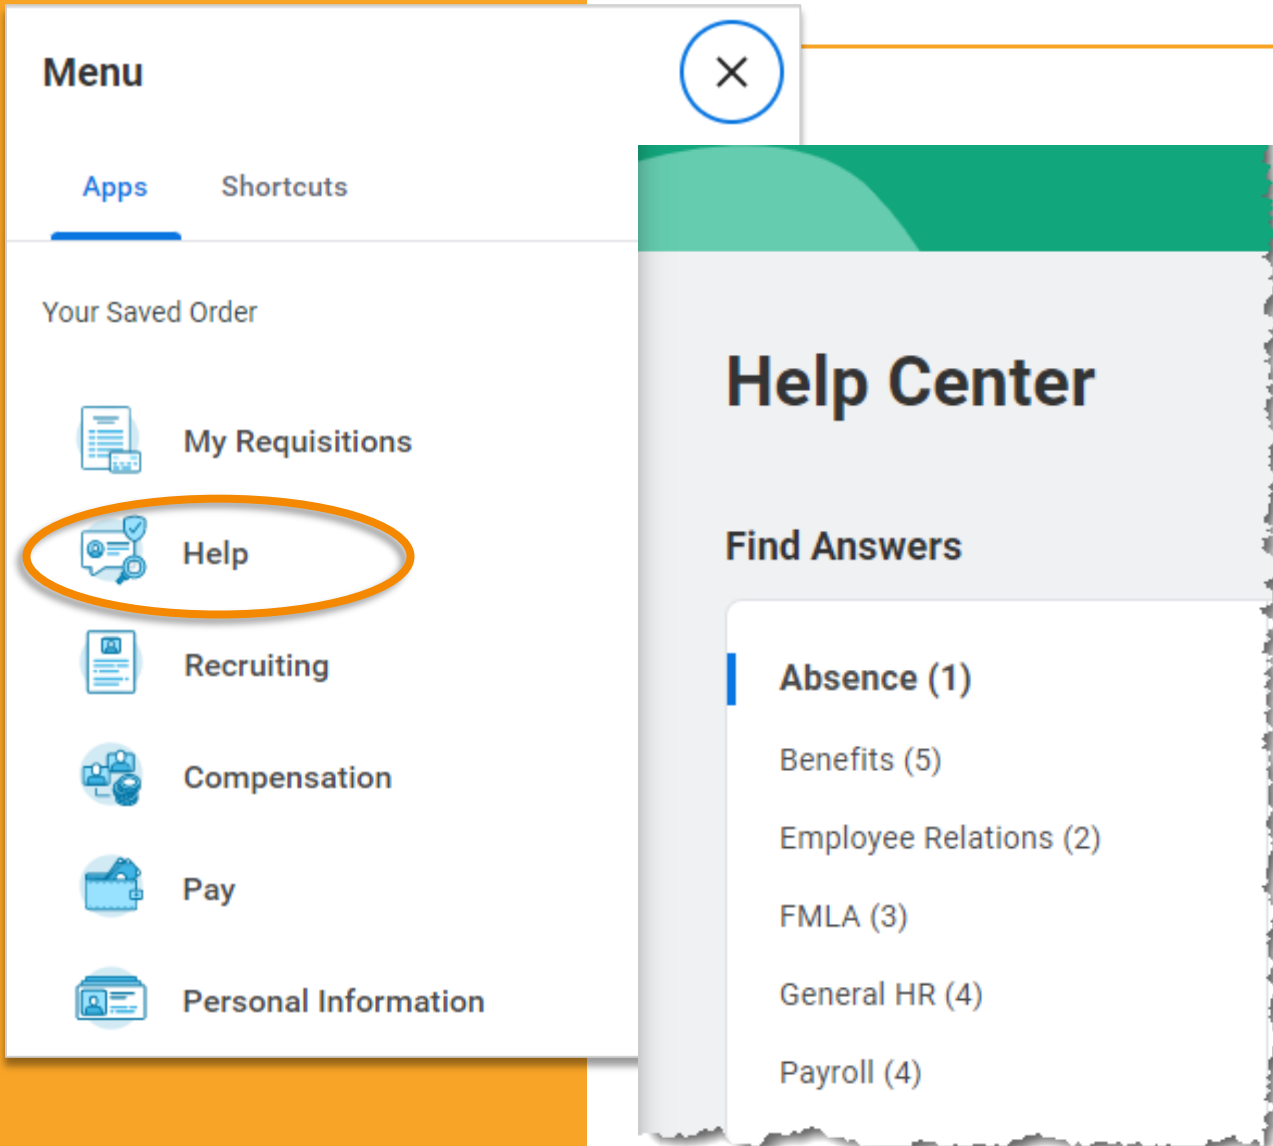 Menu
Apps
Shortcuts
Your Saved Order
My Requisitions
Help
Recruiting
Compensation
Pay
Personal Information
Help Center
Find Answers
Absence (1)
Benefits (5)
Employee Relations (2)
FMLA (3)
General HR (4)
Payroll (4)